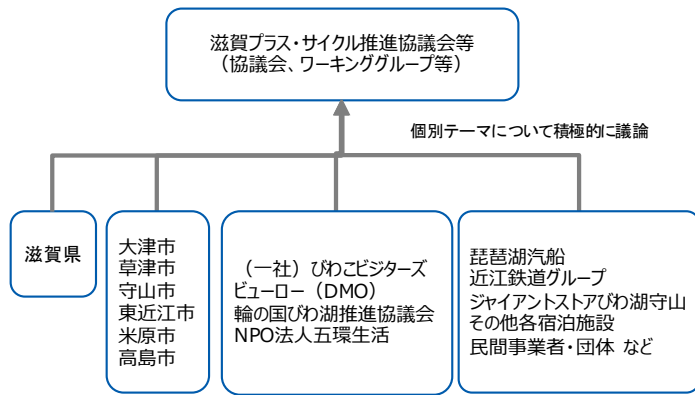 滋賀プラス・サイクル推進協議会等
（協議会、ワーキンググループ等）
個別テーマについて積極的に議論
滋賀県
大津市
草津市
守山市
東近江市
米原市
高島市
（一社）びわこビジターズ
ビューロー（DMO）
輪の国びわ湖推進協議会
NPO法人五環生活
琵琶湖汽船
近江鉄道グループ
ジャイアントストアびわ湖守山
その他各宿泊施設
民間事業者・団体 など